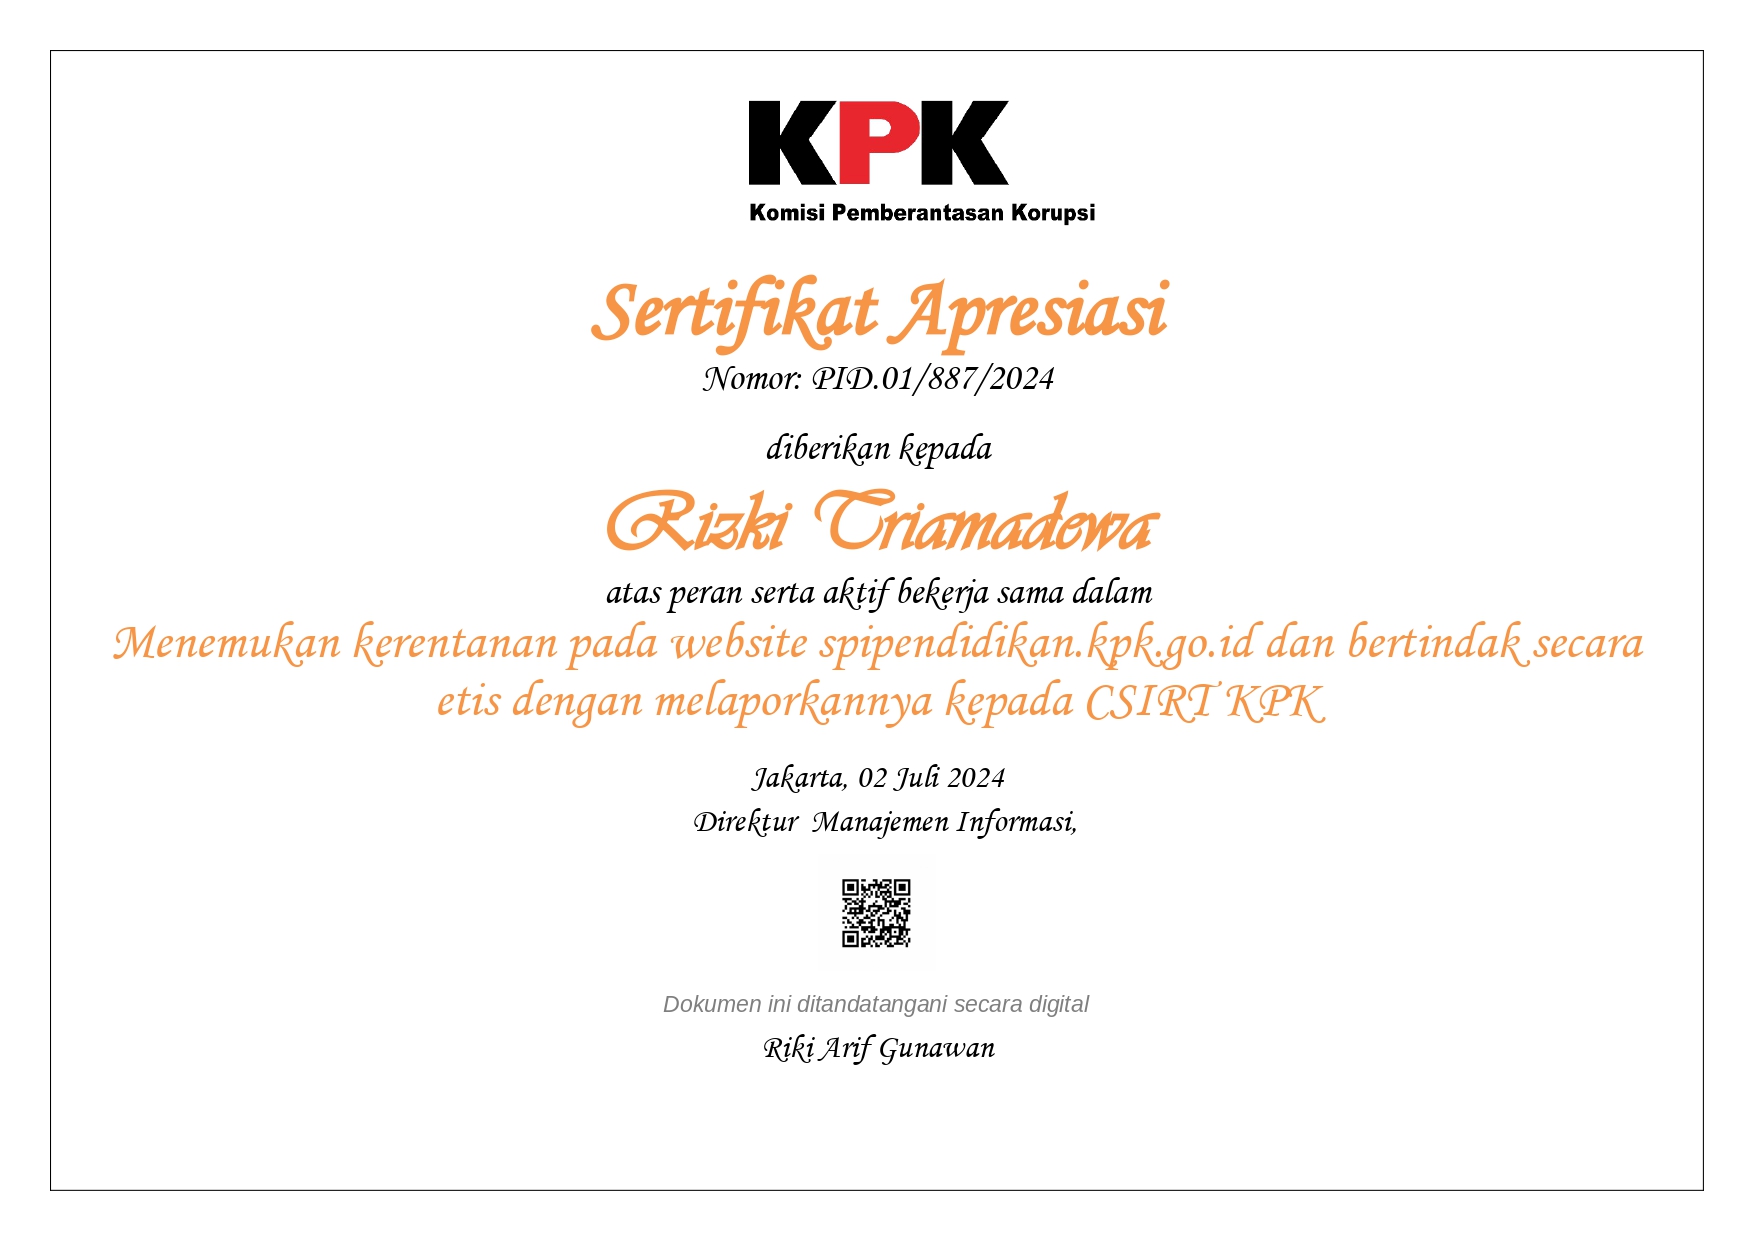 KPK
Komisi Pemberantasan Korupsi
Sertifikat Apresiasi
Nomor: PID.01/887/2024
diberikan kepada
Rizki Triamadewa
atas peran serta aktif bekerja sama dalam
Menemukan kerentanan pada website spipendidikan.kpk.go.id dan bertindak secara
etis dengan melaporkannya kepada CSIRT KPK
Jakarta, 02 Juli 2024
Direktur Manajemen Informasi,
Dokumen ini ditandatangani secara digital
Riki Arif Gunawan